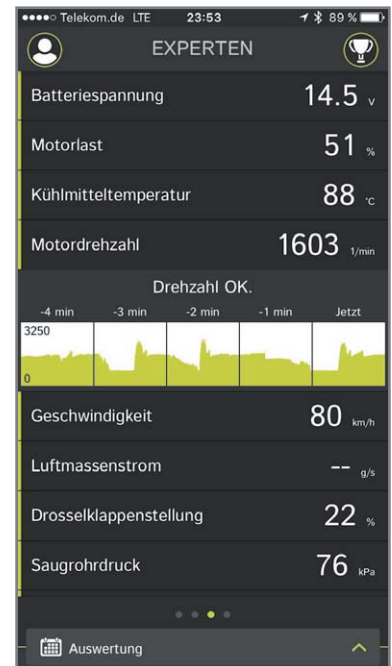 Telekom.de LTE 23:53 89 %
EXPERTEN
Batteriespannung 14.5 V
Motorlast 51 %
Kühlmitteltemperatur 88 °C
Motordrehzahl 1603 1/min
Drehzahl OK.
-4 min -3 min -2 min -1 min Jetzt
3250
0
Geschwindigkeit 80 km/h
Luftmassenstrom -- g/s
Drosselklappenstellung 22 %
Saugrohrdruck 76 kPa
Auswertung